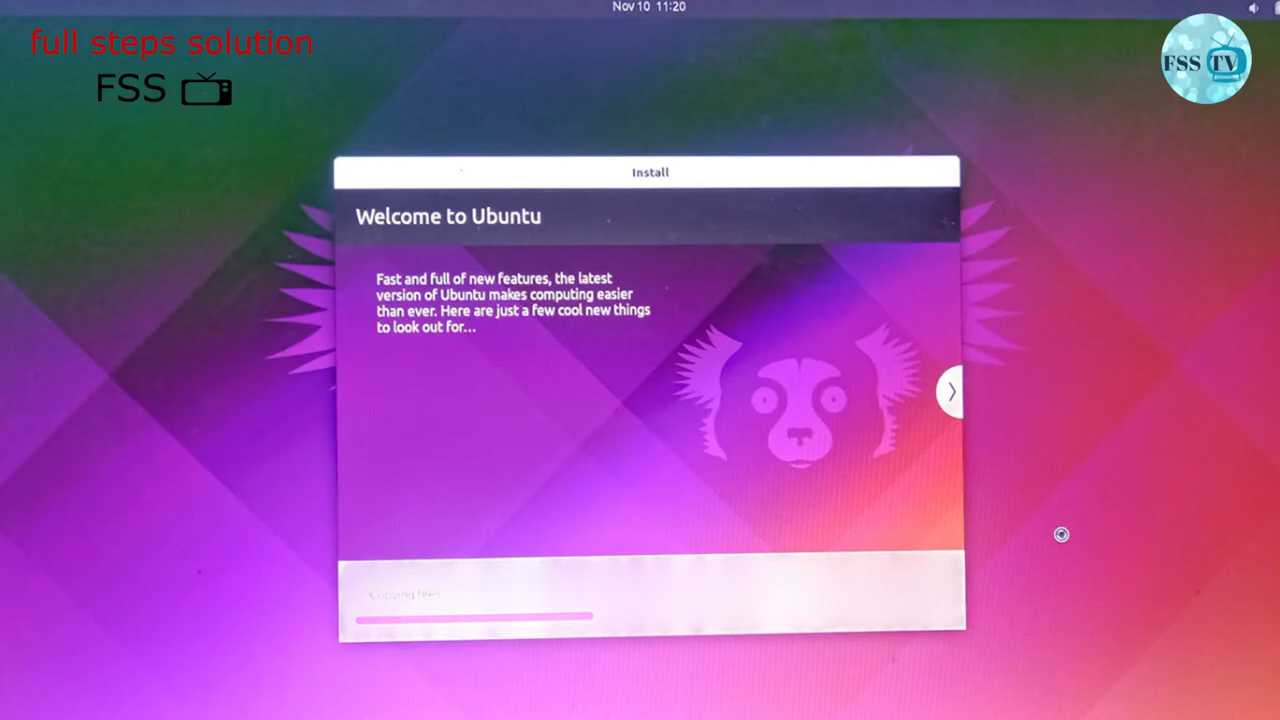 Nov 10 11:20
full steps solution
FSS
FSS TV
Install
Welcome to Ubuntu
Fast and full of new features, the latest
version of Ubuntu makes computing easier
than ever. Here are just a few cool new things
to look out for...
Copying files